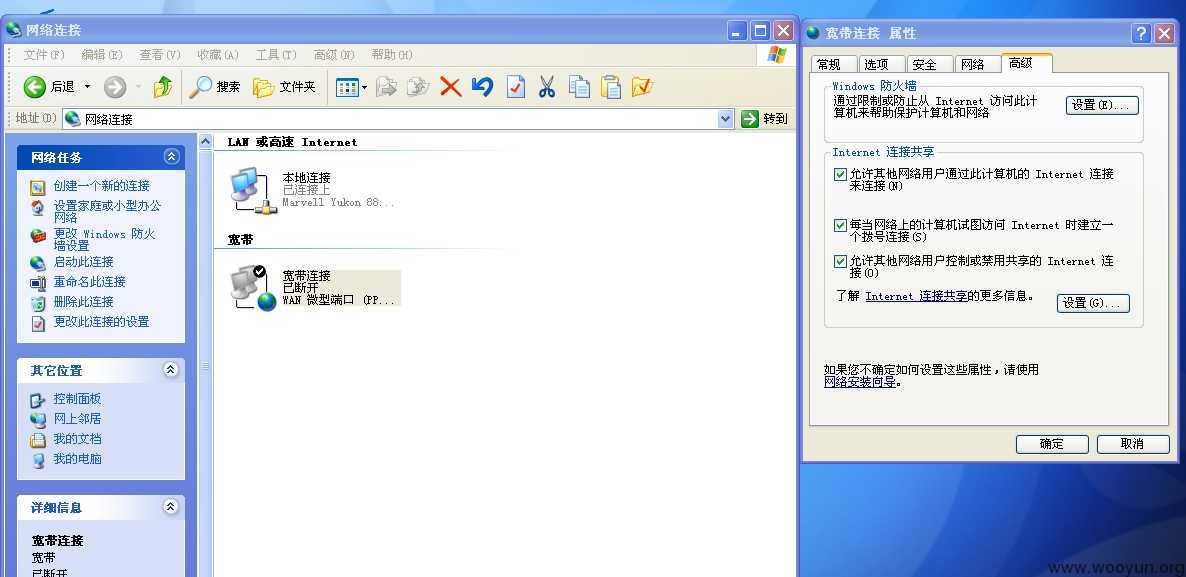 网络连接
文件(F) 编辑(E) 查看(V) 收藏(A) 工具(T) 高级(N) 帮助(H)
后退 搜索 文件夹
地址(D) 网络连接 转到
网络任务
创建一个新的连接
设置家庭或小型办公
网络
更改 Windows 防火
墙设置
启动此连接
重命名此连接
删除此连接
更改此连接的设置
其它位置
控制面板
网上邻居
我的文档
我的电脑
详细信息
宽带连接
宽带
已断开
LAN 或高速 Internet
本地连接
已连接上
Marvell Yukon 88...
宽带
宽带连接
已断开
WAN 微型端口 (PP...
宽带连接 属性
常规 选项 安全 网络 高级
Windows 防火墙
通过限制或防止从 Internet 访问此计
算机来帮助保护计算机和网络
设置(E)...
Internet 连接共享
允许其他网络用户通过此计算机的 Internet 连接
来连接(N)
每当网络上的计算机试图访问 Internet 时建立一
个拨号连接(S)
允许其他网络用户控制或禁用共享的 Internet 连
接(O)
了解 Internet 连接共享的更多信息。
设置(G)...
如果您不确定如何设置这些属性，请使用
网络安装向导。
确定 取消
www.wooyun.org